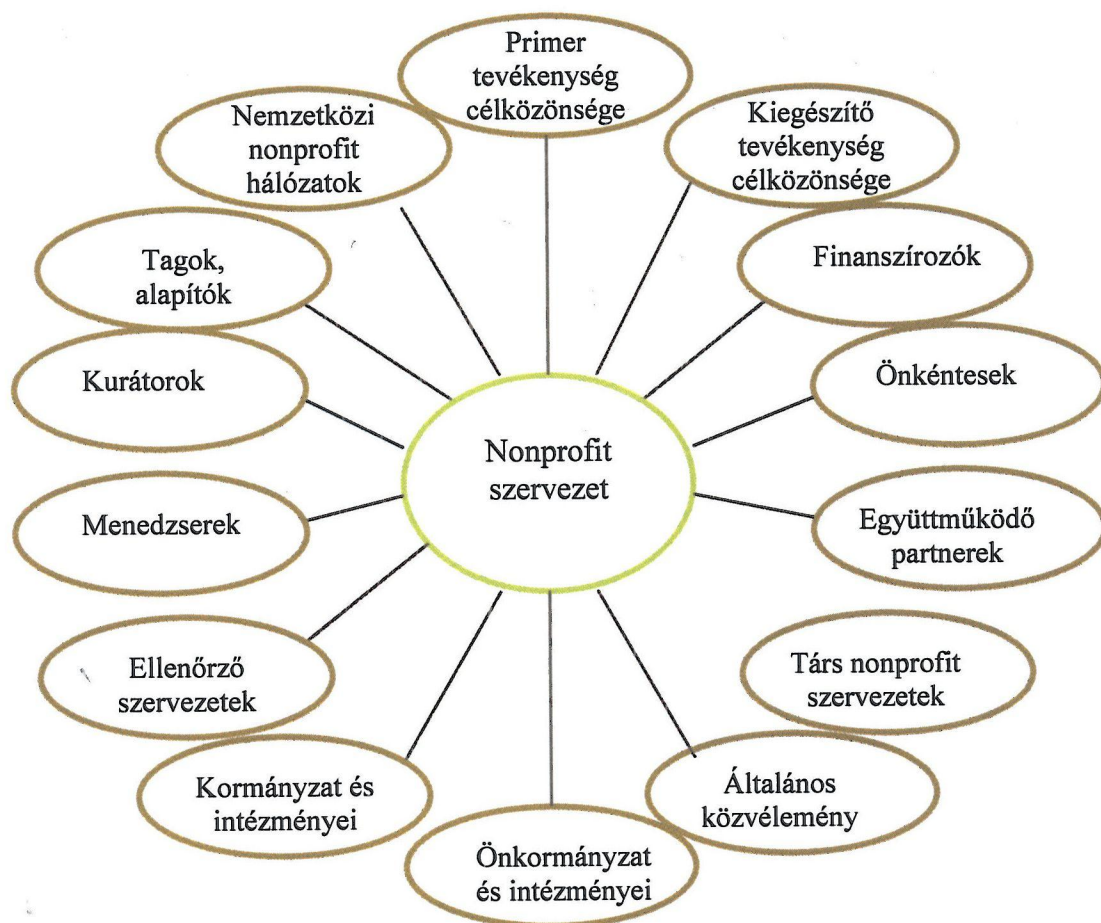 Primer
tevékenység
célközönsége
Kiegészítő
tevékenység
célközönsége
Finanszírozók
Önkéntesek
Együttműködő
partnerek
Társ nonprofit
szervezetek
Általános
közvélemény
Önkormányzat
és intézményei
Kormányzat és
intézményei
Ellenőrző
szervezetek
Menedzserek
Kurátorok
Tagok,
alapítók
Nemzetközi
nonprofit
hálózatok
Nonprofit
szervezet